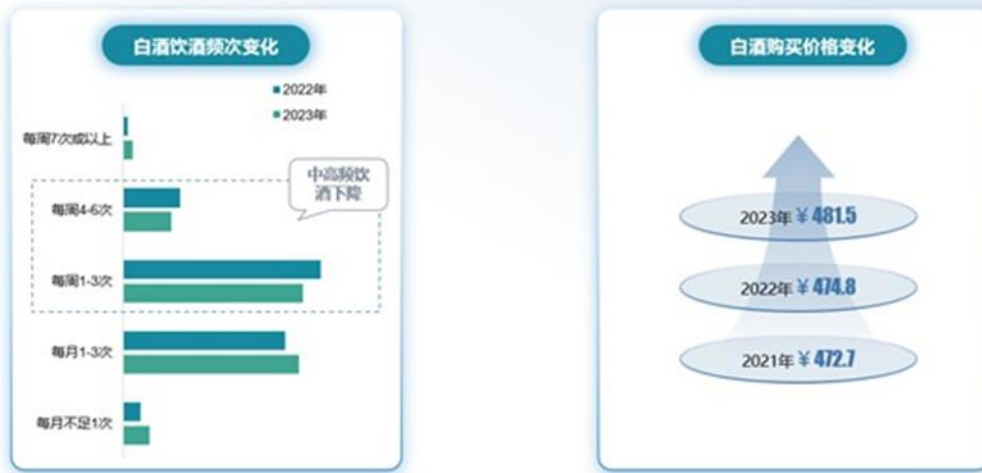 白酒饮酒频次变化
2022年
2023年
每周7次或以上
中高频饮
酒下降
每周4-6次
每周1-3次
每月1-3次
每月不足1次
白酒购买价格变化
2023年￥481.5
2022年￥474.8
2021年￥472.7